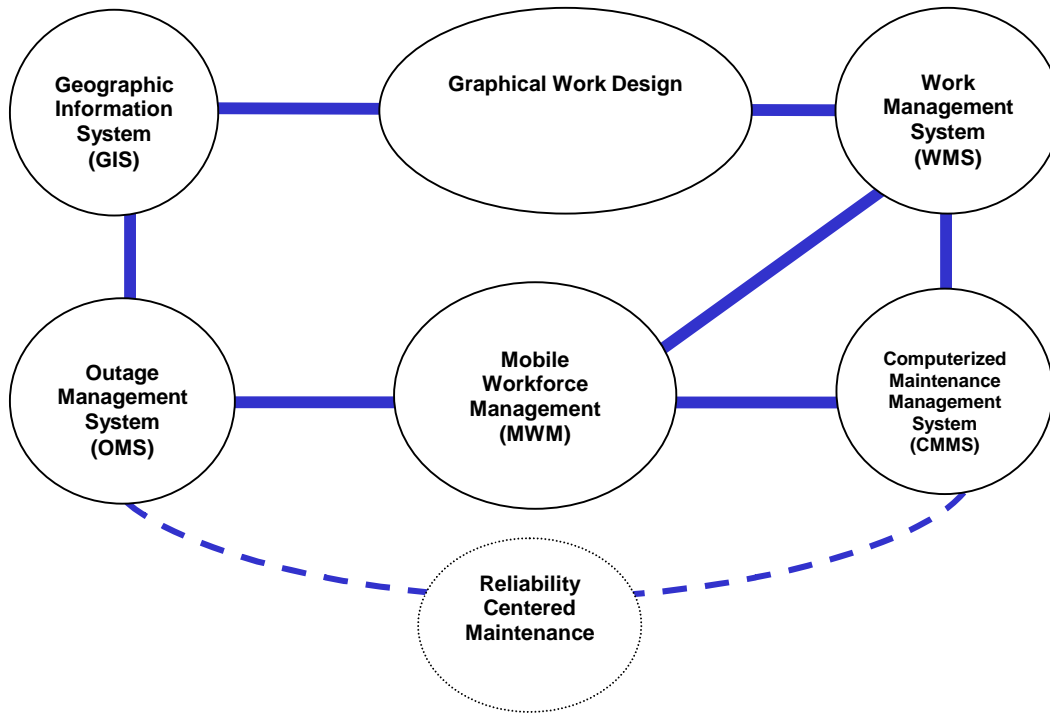 Geographic
Information
System
(GIS)
Graphical Work Design
Work
Management
System
(WMS)
Outage
Management
System
(OMS)
Mobile
Workforce
Management
(MWM)
Computerized
Maintenance
Management
System
(CMMS)
Reliability
Centered
Maintenance